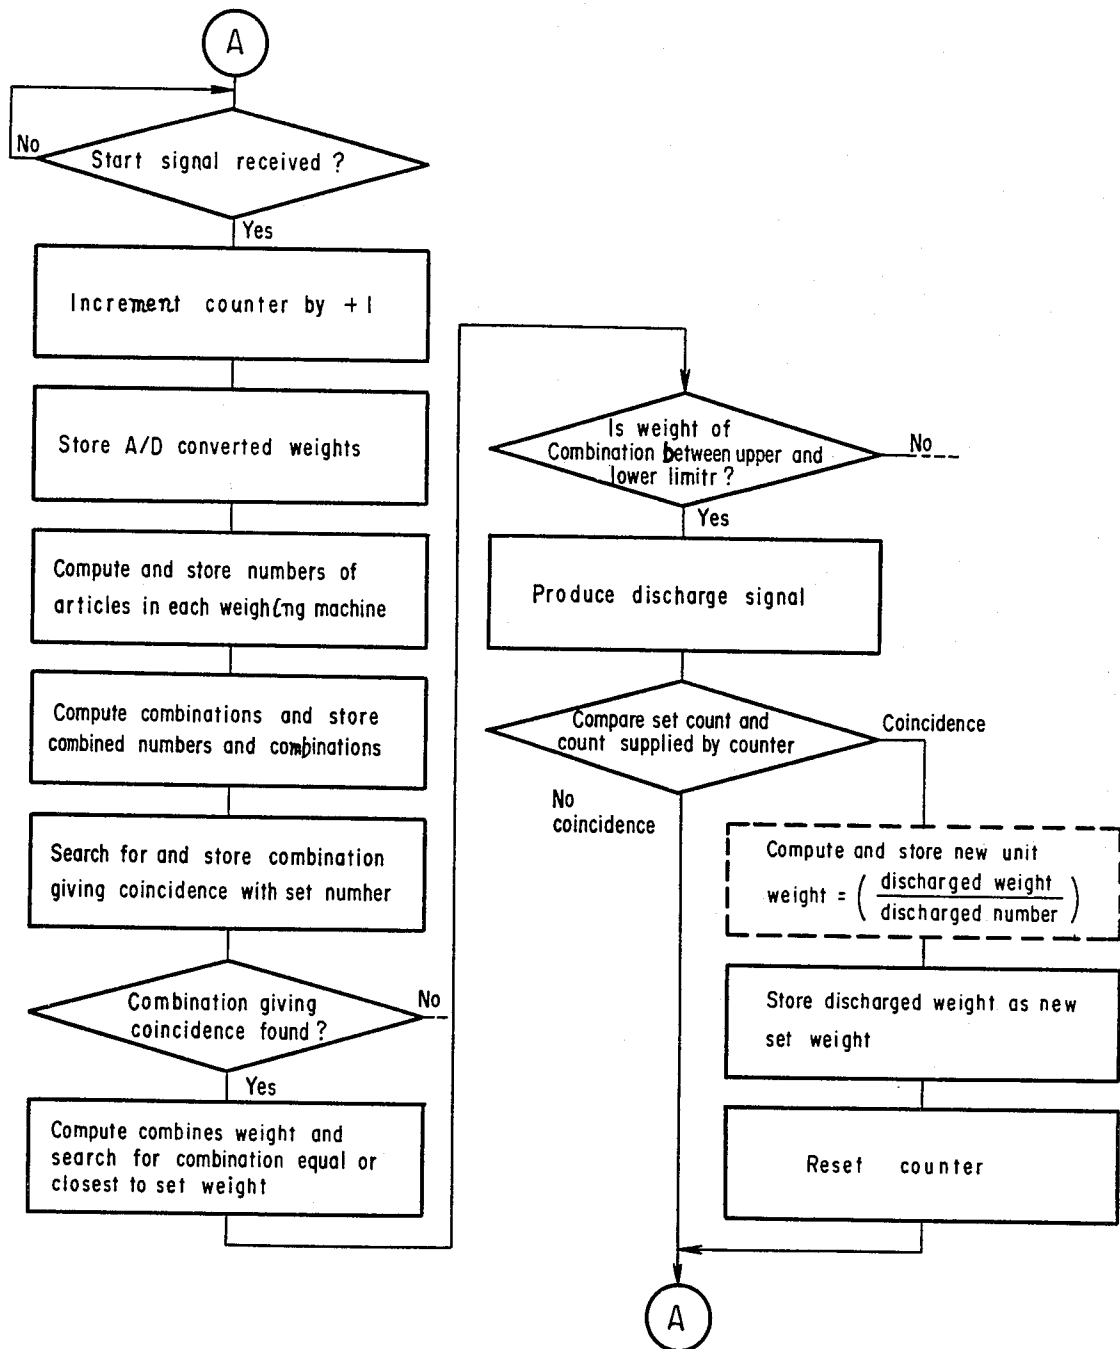 A
No
Start signal received ?
Yes
Increment counter by + 1
Store A/D converted weights
Compute and store numbers of
articles in each weighing machine
Compute combinations and store
combined numbers and combinations
Search for and store combination
giving coincidence with set numher
Combination giving
coincidence found ?
No
Yes
Compute combines weight and
search for combination equal or
closest to set weight
Is weight of
Combination between upper and
lower limitr ?
No
Yes
Produce discharge signal
Compare set count and
count supplied by counter
Coincidence
No
coincidence
Compute and store new unit
weight = ( discharged weight
discharged number )
Store discharged weight as new
set weight
Reset counter
A